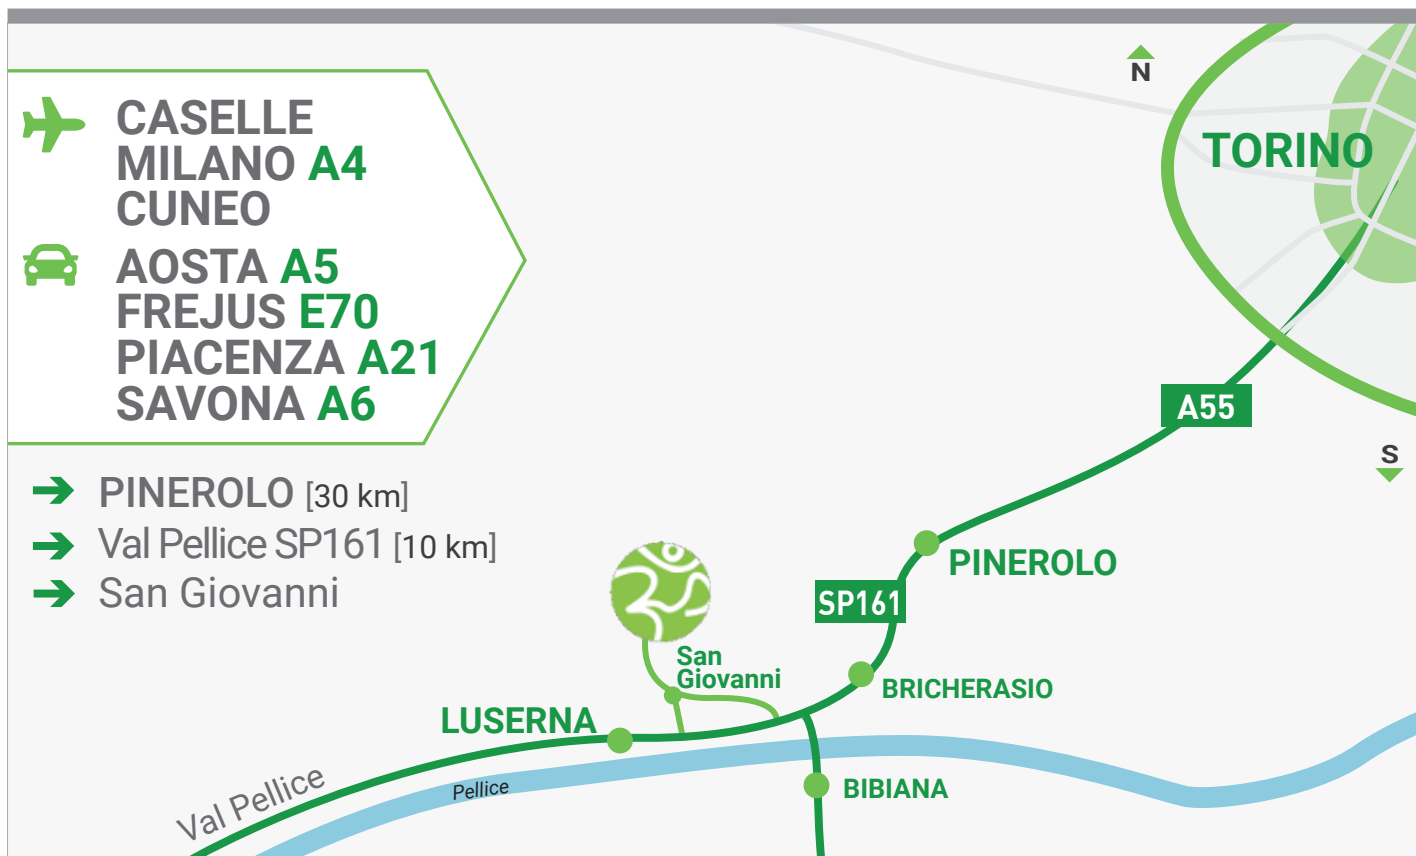 CASELLE
MILANO A4
CUNEO
AOSTA A5
FREJUS E70
PIACENZA A21
SAVONA A6
PINEROLO [30 km]
Val Pellice SP161 [10 km]
San Giovanni
N
TORINO
A55
S
PINEROLO
SP161
San
Giovanni
BRICHERASIO
LUSERNA
Val Pellice
Pellice
BIBIANA